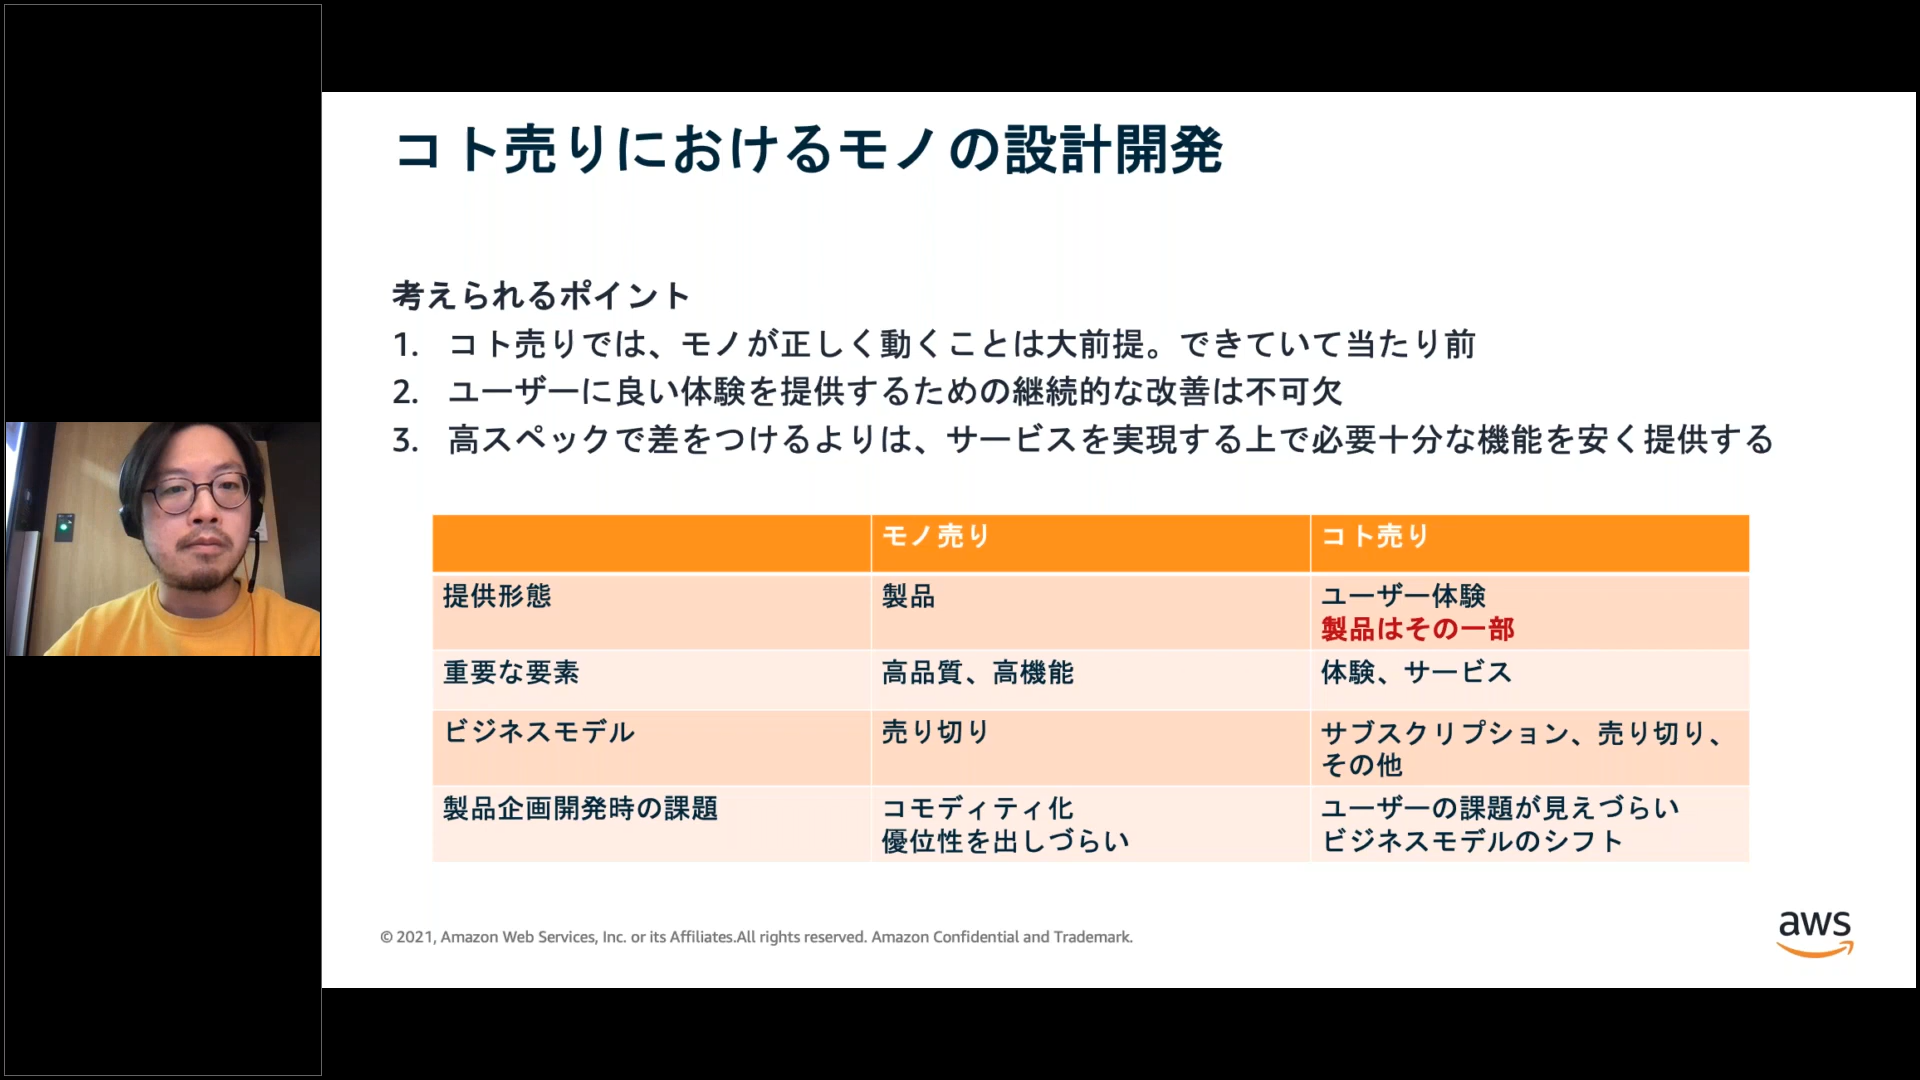 コト売りにおけるモノの設計開発
考えられるポイント
1. コト売りでは、モノが正しく動くことは大前提。できていて当たり前
2. ユーザーに良い体験を提供するための継続的な改善は不可欠
3. 高スペックで差をつけるよりは、サービスを実現する上で必要十分な機能を安く提供する
モノ売り コト売り
提供形態 製品 ユーザー体験
製品はその一部
重要な要素 高品質、高機能 体験、サービス
ビジネスモデル 売り切り サブスクリプション、売り切り、
その他
製品企画開発時の課題 コモディティ化 ユーザーの課題が見えづらい
優位性を出しづらい ビジネスモデルのシフト
© 2021, Amazon Web Services, Inc. or its Affiliates.All rights reserved. Amazon Confidential and Trademark.
aws